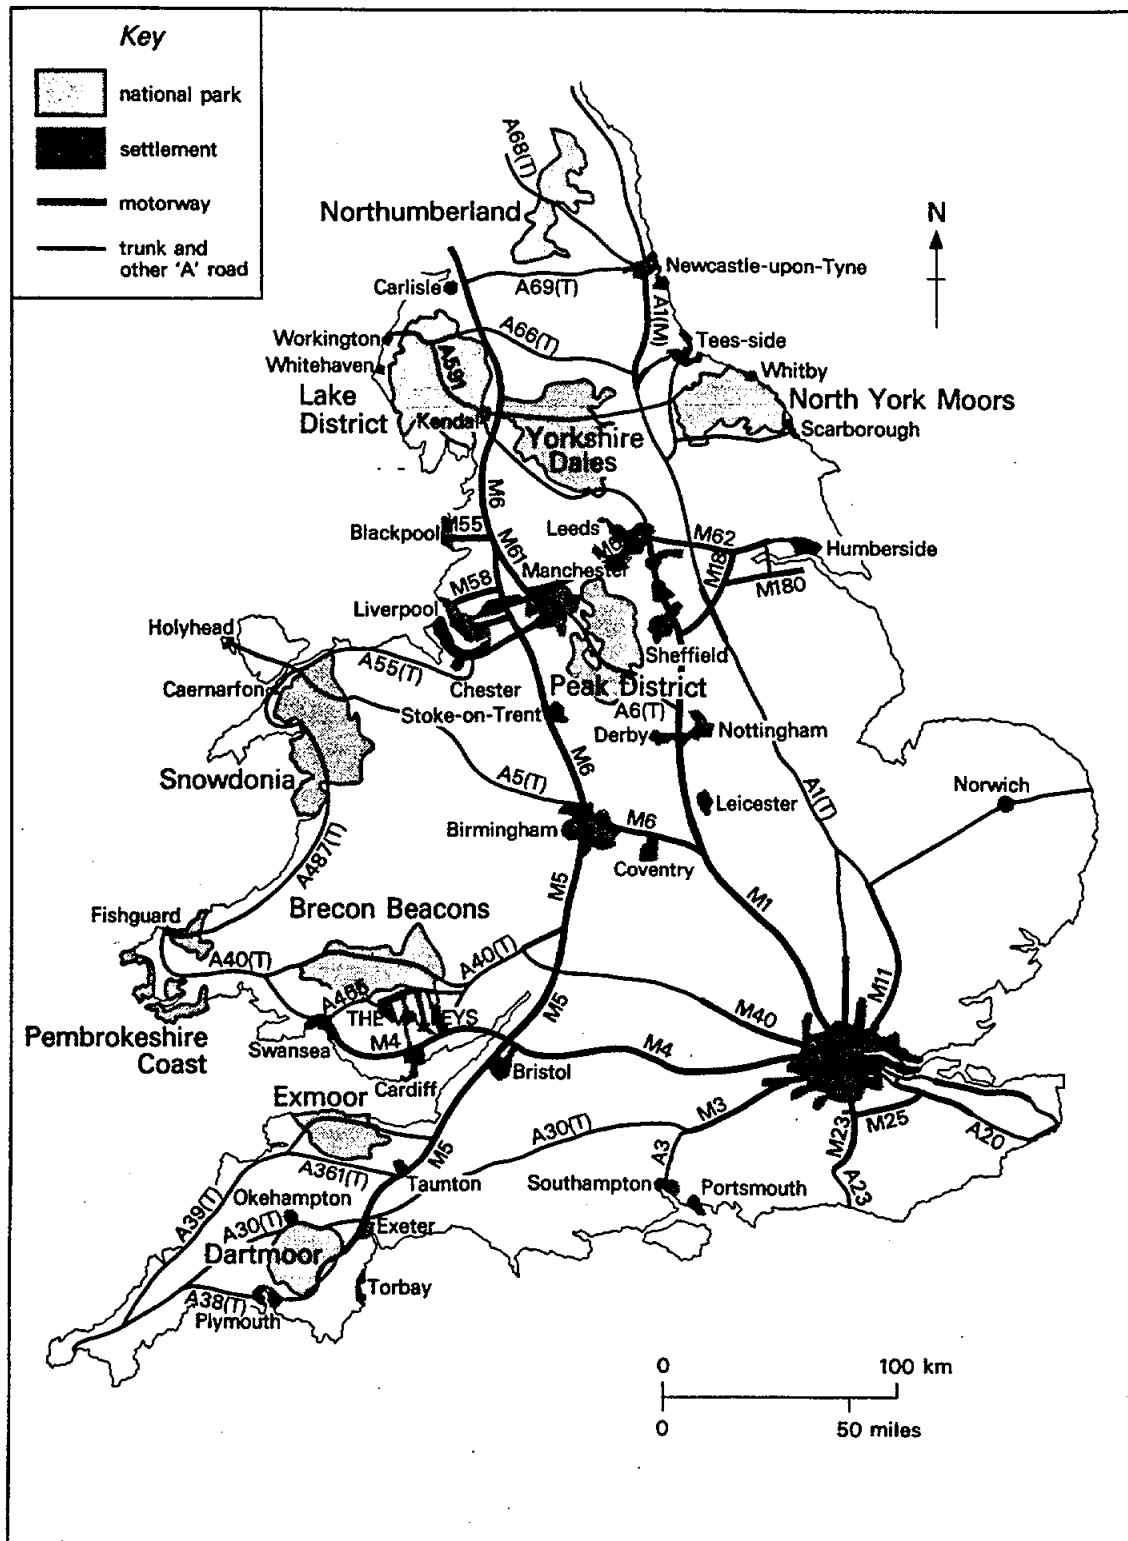 Key
national park
settlement
motorway
trunk and
other 'A' road
N
A68(T)
Northumberland
Newcastle-upon-Tyne
Carlisle
A69(T)
A1(M)
Workington
A66(T)
Tees-side
Whitehaven
A591
Whitby
Lake
District
North York Moors
Kendal
Scarborough
Yorkshire
Dales
M6
Blackpool
M55
M61
Leeds
M62
Humberside
M18
M180
Manchester
M58
Liverpool
Holyhead
Sheffield
A55(T)
Caernarfon
Chester
Peak District
Stoke-on-Trent
A6(T)
Derby
Nottingham
Snowdonia
M6
A5(T)
A1(T)
Norwich
Leicester
Birmingham
M6
Coventry
A487(T)
M5
M1
Fishguard
Brecon Beacons
A40(T)
A40(T)
A465
M11
THE VALLEYS
M5
M40
Pembrokeshire
Coast
Swansea
M4
M4
Cardiff
Bristol
Exmoor
M3
A30(T)
M23
M25
A20
M5
A3
A361(T)
Taunton
Southampton
Portsmouth
A23
Okehampton
A39(T)
A30(T)
Exeter
Dartmoor
Torbay
A38(T)
Plymouth
0 100 km
0 50 miles